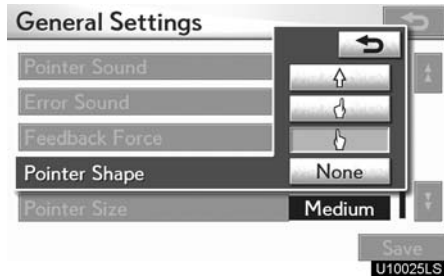 General Settings
Pointer Sound
Error Sound
Feedback Force
Pointer Shape
None
Pointer Size
Medium
Save
U10025LS